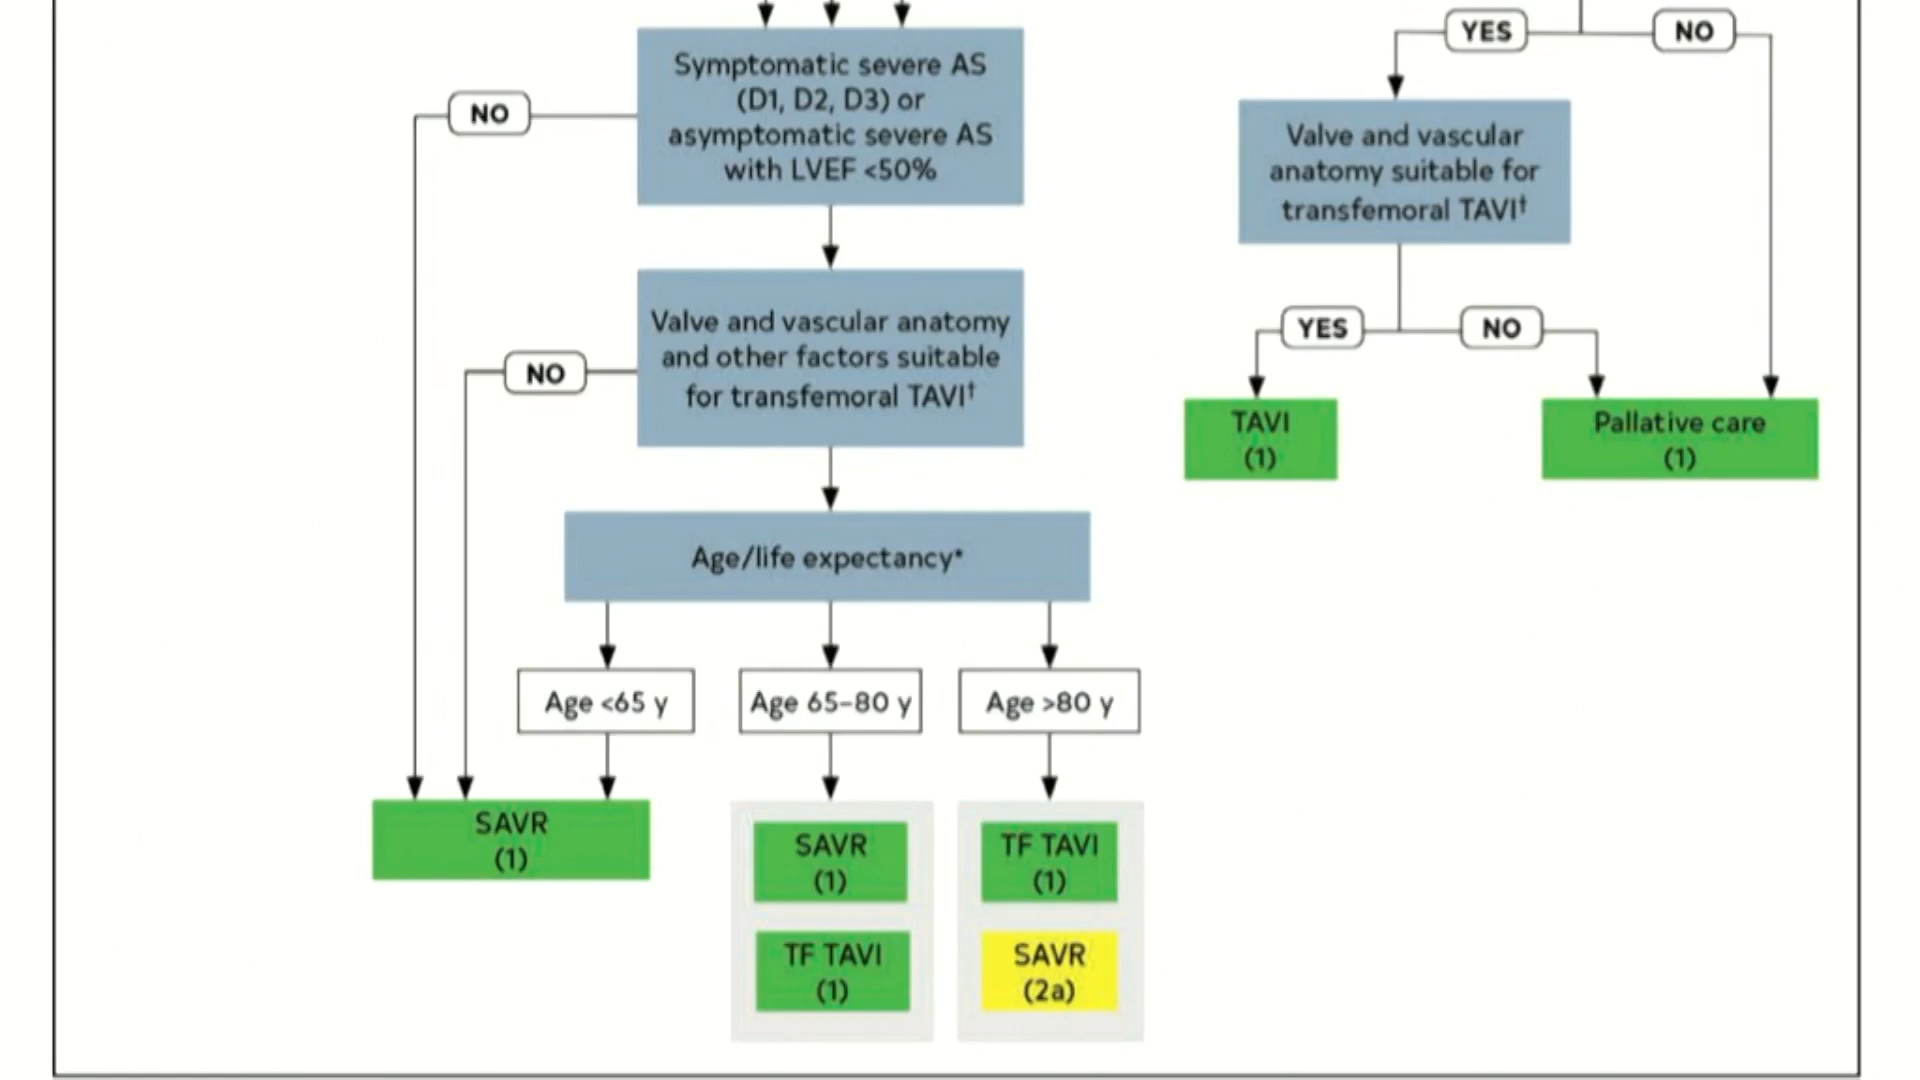 Symptomatic severe AS
(D1, D2, D3) or
asymptomatic severe AS
with LVEF <50%
NO
Valve and vascular anatomy
and other factors suitable
for transfemoral TAVI†
NO
Age/life expectancy*
Age <65 y
Age 65–80 y
Age >80 y
SAVR
(1)
SAVR
(1)
TF TAVI
(1)
TF TAVI
(1)
SAVR
(2a)
YES
NO
Valve and vascular
anatomy suitable for
transfemoral TAVI†
YES
NO
TAVI
(1)
Pallative care
(1)